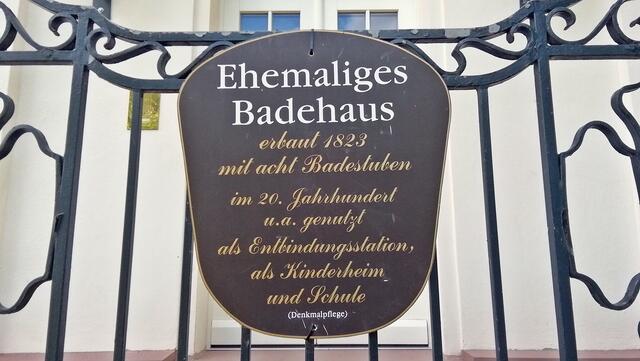 Ehemaliges
Badehaus
erbaut 1823
mit acht Badestuben
im 20. Jahrhundert
u.a. genutzt
als Entbindungsstation,
als Kinderheim
und Schule
(Denkmalpflege)